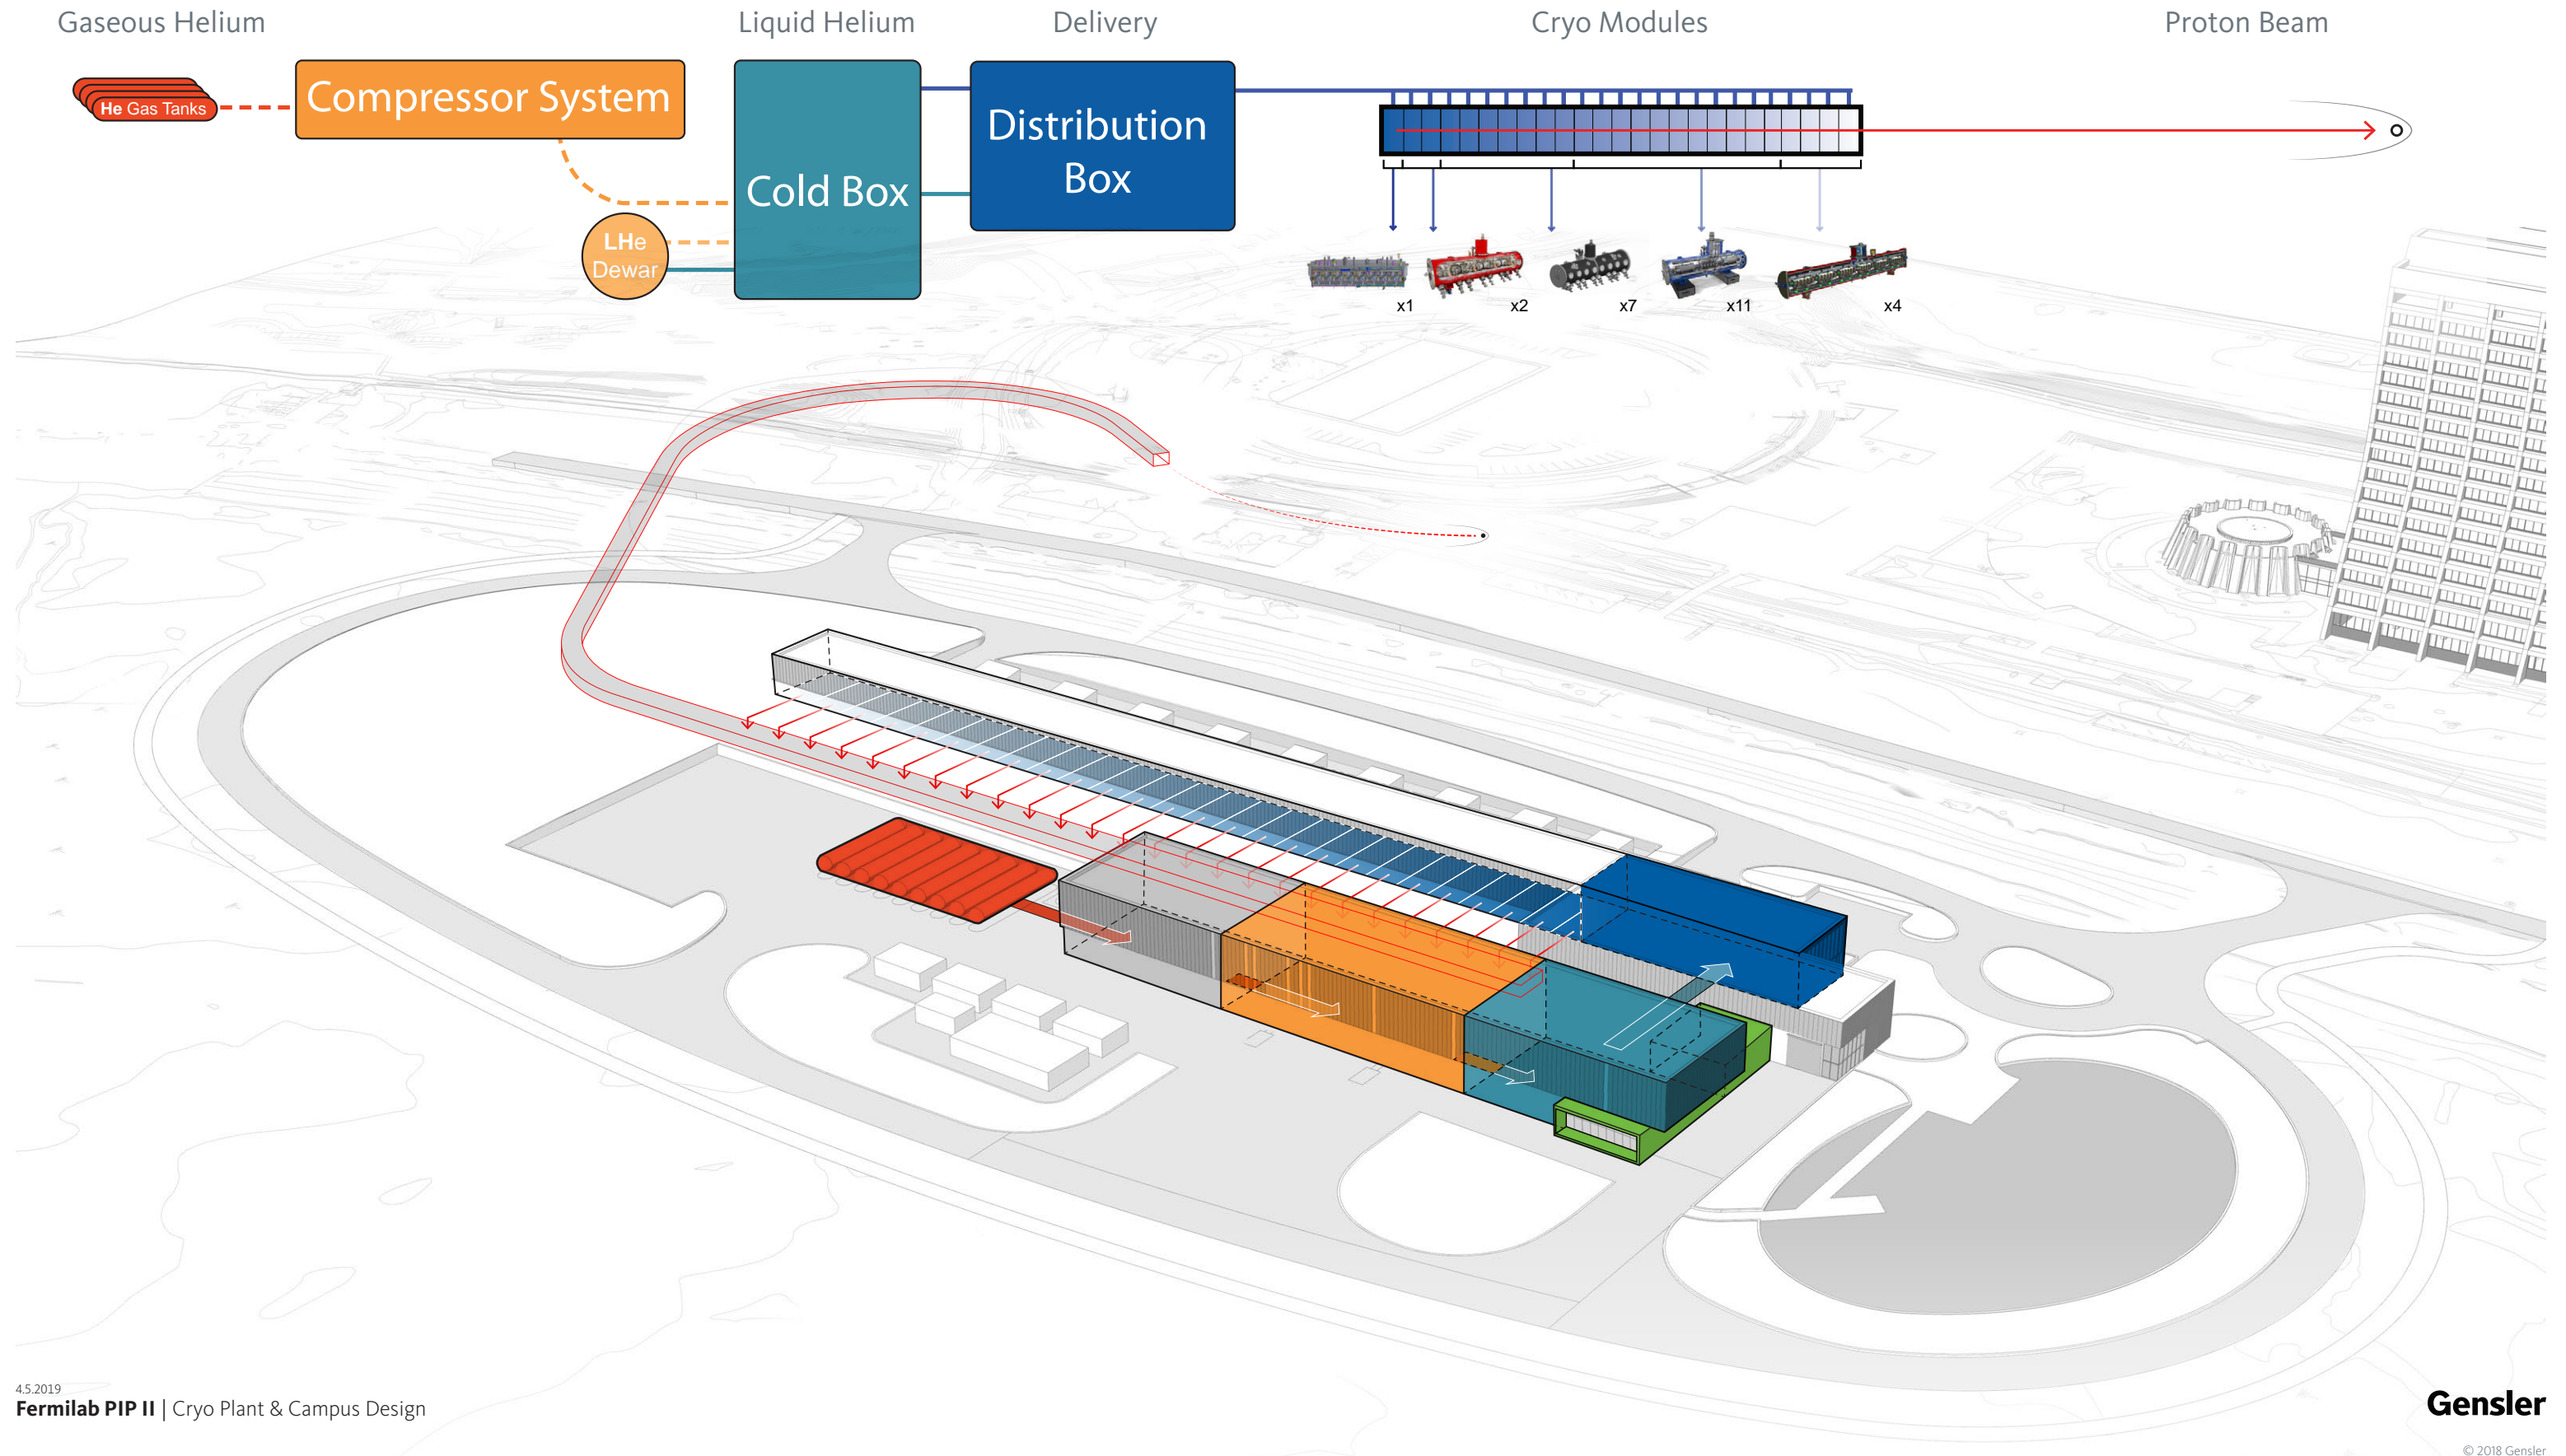 Gaseous Helium
Liquid Helium
Delivery
Cryo Modules
Proton Beam
He Gas Tanks
Compressor System
Cold Box
Distribution
Box
LHe
Dewar
x1
x2
x7
x11
x4
4.5.2019
Fermilab PIP II | Cryo Plant & Campus Design
Gensler
© 2018 Gensler